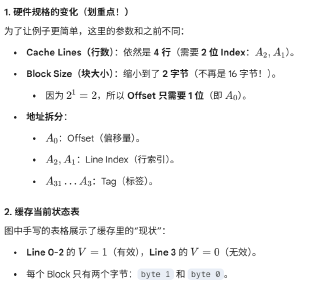 1. 硬件规格的变化（划重点！）
为了让例子更简单，这里的参数和之前不同：
• Cache Lines（行数）：依然是 4 行（需要 2 位 Index：A₂, A₁）。
• Block Size（块大小）：缩小到了 2 字节（不再是 16 字节！）。
• 因为 2¹ = 2，所以 Offset 只需要 1 位（即 A₀）。
• 地址拆分：
• A₀：Offset（偏移量）。
• A₂, A₁：Line Index（行索引）。
• A₃₁ … A₃：Tag（标签）。
2. 缓存当前状态表
图中手写的表格展示了缓存里的“现状”：
• Line 0-2 的 V = 1（有效），Line 3 的 V = 0（无效）。
• 每个 Block 只有两个字节：byte 1 和 byte 0。